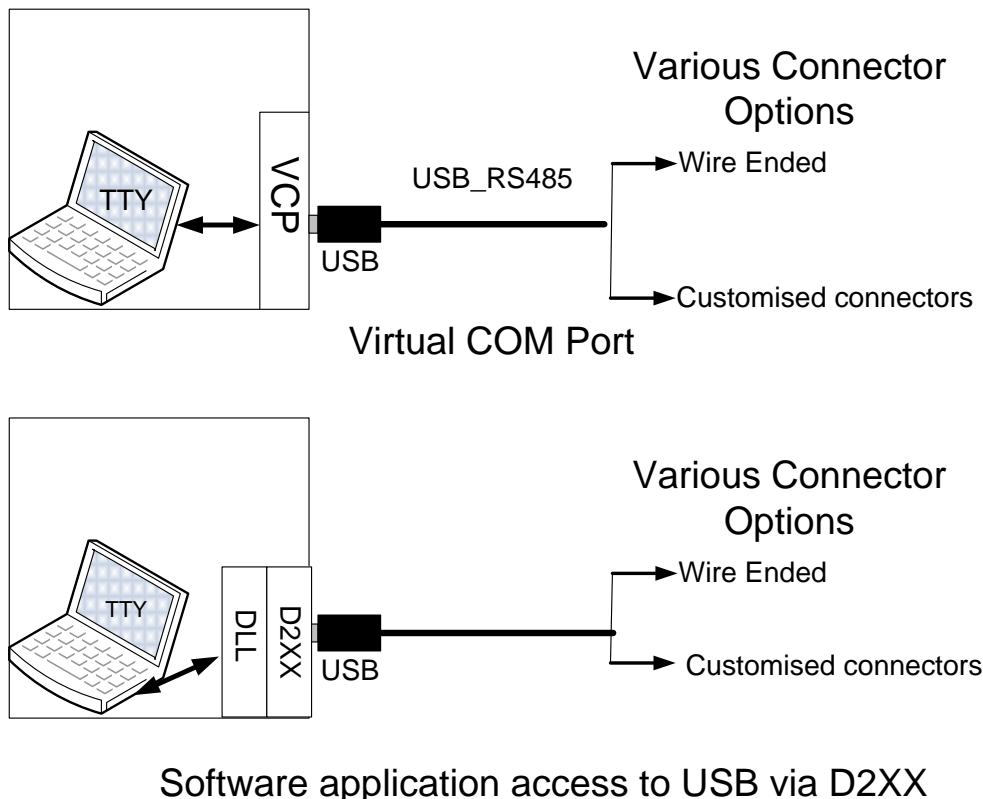 Various Connector
Options
TTY
VCP
USB_RS485
Wire Ended
USB
Customised connectors
Virtual COM Port
Various Connector
Options
TTY
DLL
D2XX
Wire Ended
USB
Customised connectors
Software application access to USB via D2XX